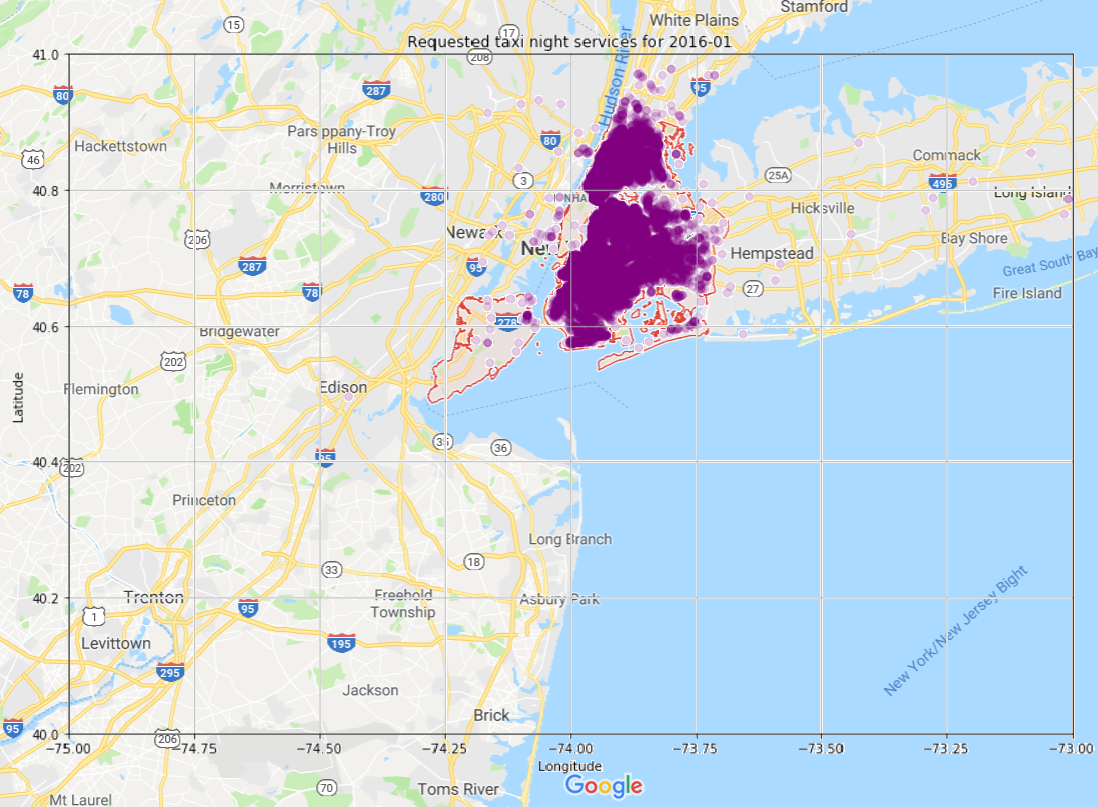 Stamford
White Plains
15
17
Requested taxi night services for 2016-01
208
41.0
80
287
95
Hudson River
Pars ppany-Troy
Hills
80
Hackettstown
46
Commack
3
25A
495
40.8
Morristown
280
NHA
Long Island
Hicksville
206
Newark
New
Bay Shore
287
95
Hempstead
Great South Bay
78
78
27
Fire Island
40.6
278
Bridgewater
202
Latitude
Flemington
Edison
35
36
95
40.4
202
Princeton
Long Branch
18
33
40.2
Trenton
95
Freehold
Township
Asbury Park
1
Levittown
195
New York/New Jersey Bight
295
Jackson
Brick
95
40.0
206
−75.00
−74.75
−74.50
−74.25
−74.00
−73.75
−73.50
−73.25
−73.00
Longitude
Google
70
Toms River
Mt Laurel